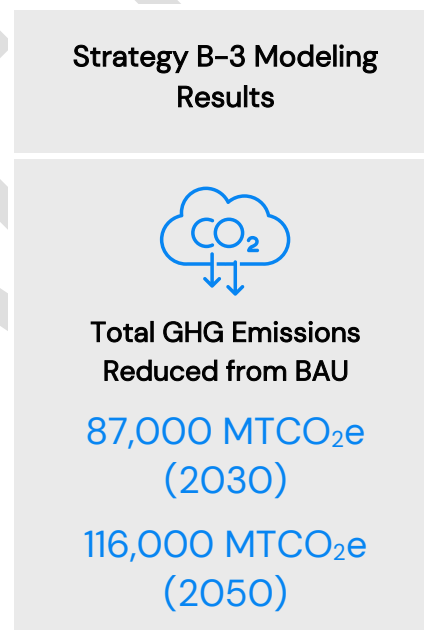 Strategy B-3 Modeling
Results
CO₂
Total GHG Emissions
Reduced from BAU
87,000 MTCO₂e
(2030)
116,000 MTCO₂e
(2050)